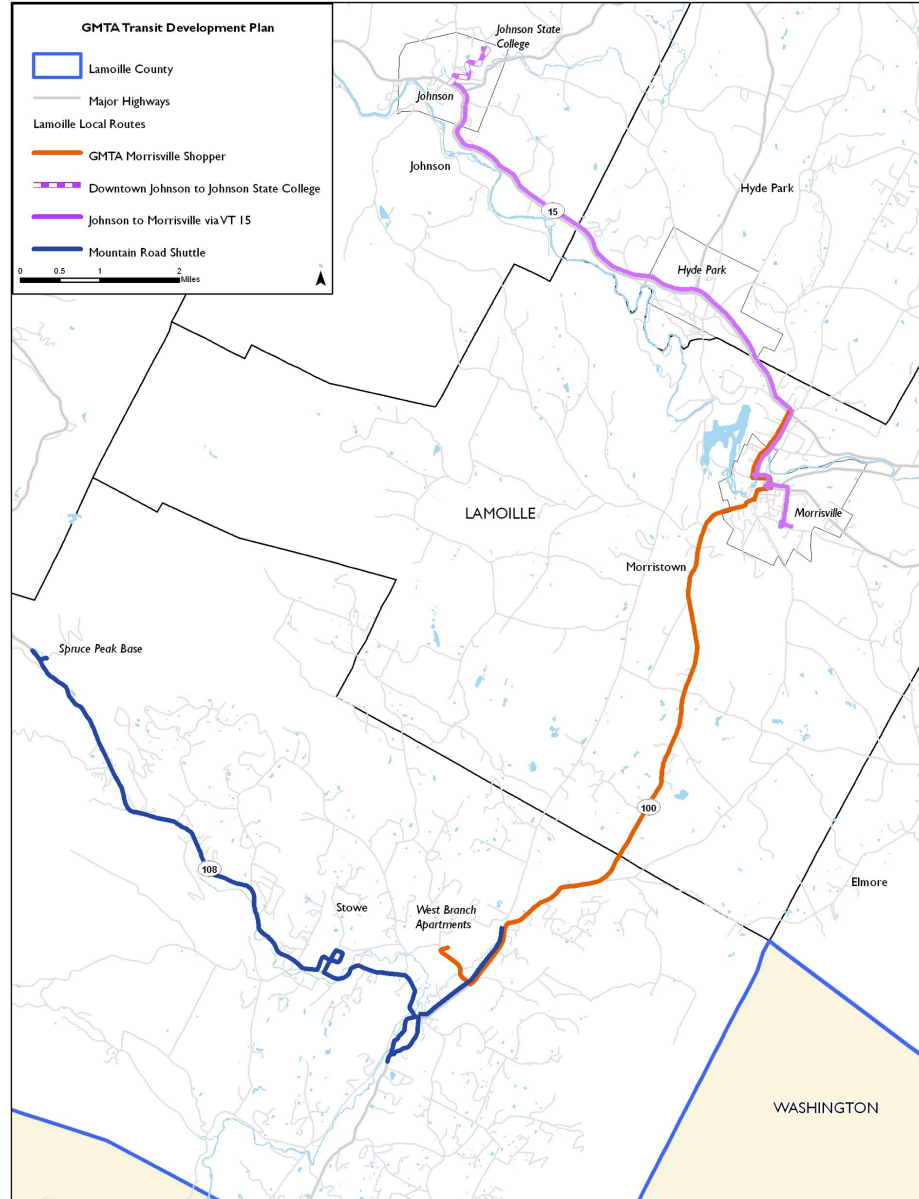 GMTA Transit Development Plan
Lamoille County
Major Highways
Lamoille Local Routes
GMTA Morrisville Shopper
Downtown Johnson to Johnson State College
Johnson to Morrisville via VT 15
Mountain Road Shuttle
0 0.5 1 2
Miles
N
Johnson State
College
Johnson
Johnson
15
Hyde Park
Hyde Park
LAMOILLE
Morrisville
Morristown
Spruce Peak Base
100
108
Elmore
Stowe
West Branch
Apartments
WASHINGTON